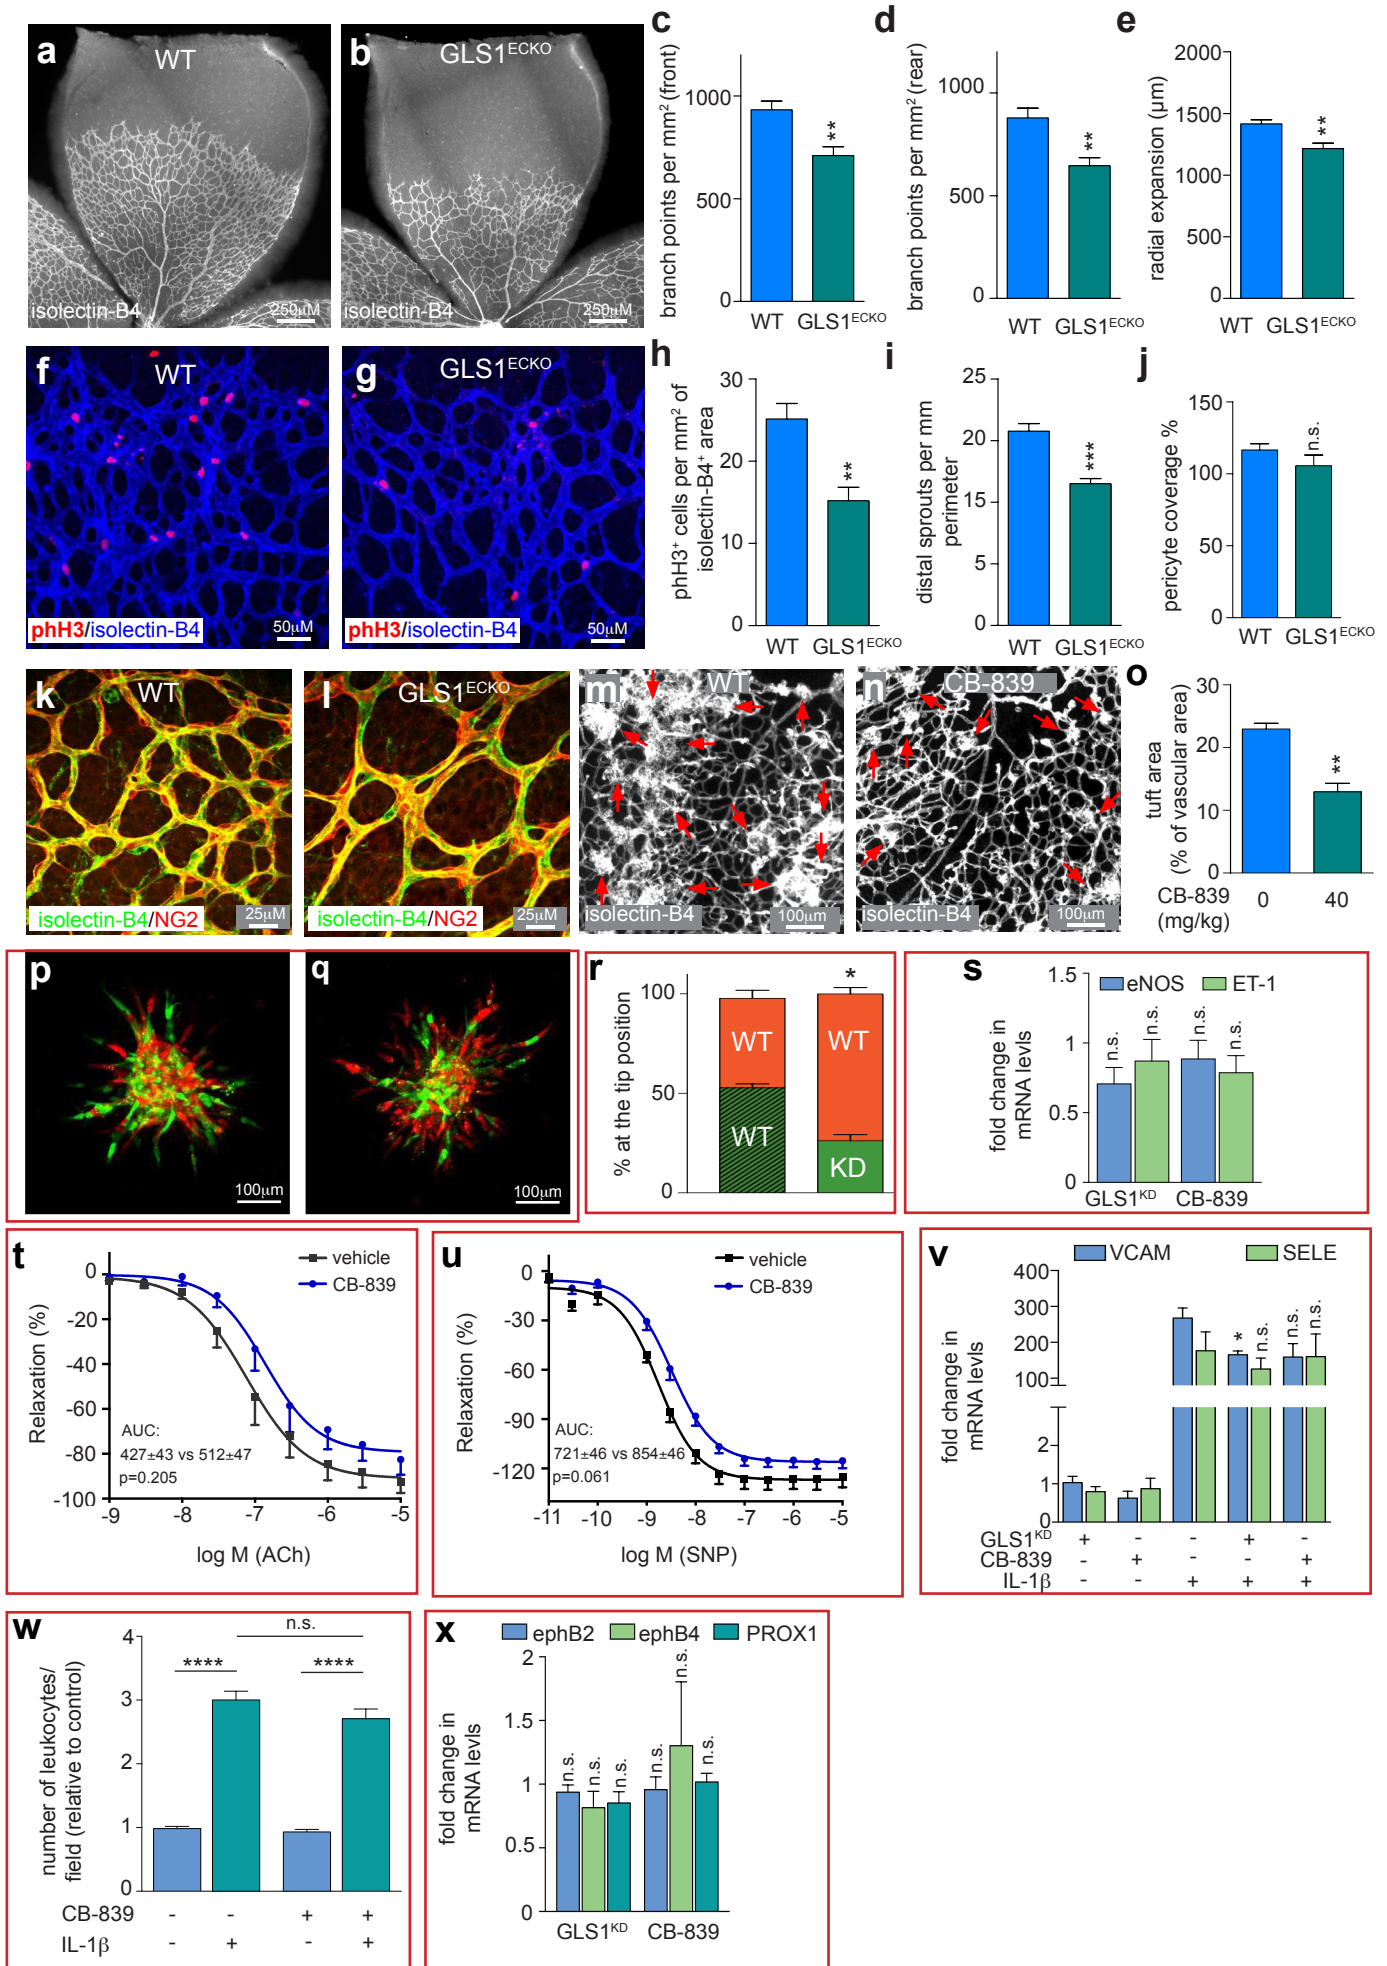 a
WT
isolectin-B4
250µM
b
GLS1ECKO
isolectin-B4
250µM
c
branch points per mm2 (front)
1000
500
0
**
WT GLS1ECKO
d
branch points per mm2 (rear)
1000
500
0
**
WT GLS1ECKO
e
radial expansion (µm)
2000
1500
1000
500
0
**
WT GLS1ECKO
f
WT
phH3/isolectin-B4
50µM
g
GLS1ECKO
phH3/isolectin-B4
50µM
h
phH3+ cells per mm2 of
isolectin-B4+ area
30
20
10
0
**
WT GLS1ECKO
i
distal sprouts per mm
perimeter
25
20
15
5
0
***
WT GLS1ECKO
j
pericyte coverage %
150
100
50
0
n.s.
WT GLS1ECKO
k
WT
isolectin-B4/NG2
25µM
l
GLS1ECKO
isolectin-B4/NG2
25µM
m
WT
isolectin-B4
100µm
n
CB-839
isolectin-B4
100µm
o
tuft area
(% of vascular area)
30
20
10
0
**
CB-839 0 40
(mg/kg)
p
100µm
q
100µm
r
% at the tip position
100
50
0
*
WT
WT
WT
KD
s
eNOS ET-1
fold change in
mRNA levls
1.5
1
0.5
0
n.s.
n.s.
n.s.
n.s.
GLS1KD CB-839
t
vehicle
CB-839
Relaxation (%)
0
-20
-40
-60
-80
-100
AUC:
427±43 vs 512±47
p=0.205
-9 -8 -7 -6 -5
log M (ACh)
u
vehicle
CB-839
Relaxation (%)
0
-30
-60
-90
-120
AUC:
721±46 vs 854±46
p=0.061
-11 -10 -9 -8 -7 -6 -5
log M (SNP)
v
VCAM SELE
fold change in
mRNA levls
400
300
200
100
2
1
0
*
n.s.
n.s.
n.s.
GLS1KD + - - + -
CB-839 - + - - +
IL-1β - - + + +
w
number of leukocytes/
field (relative to control)
4
3
2
1
0
n.s.
**** ****
CB-839 - - + +
IL-1β - + - +
x
ephB2 ephB4 PROX1
fold change in
mRNA levls
2
1.5
1
0.5
0
n.s.
n.s.
n.s.
n.s.
n.s.
n.s.
GLS1KD CB-839